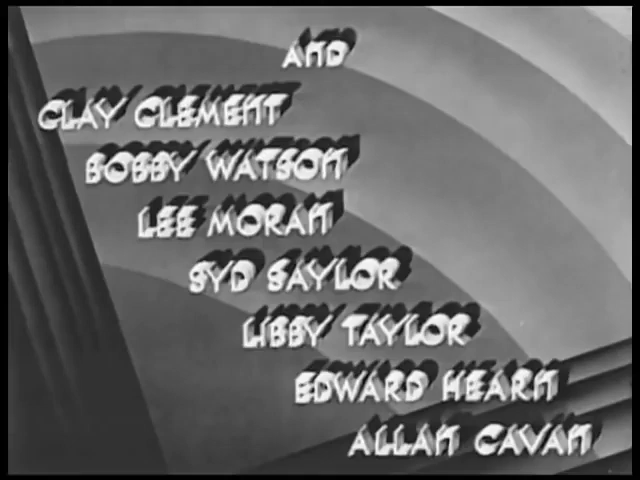 AND
CLAY CLEMENT
BOBBY WATSON
LEE MORAN
SYD SAYLOR
LIBBY TAYLOR
EDWARD HEARN
ALLAN CAVAN